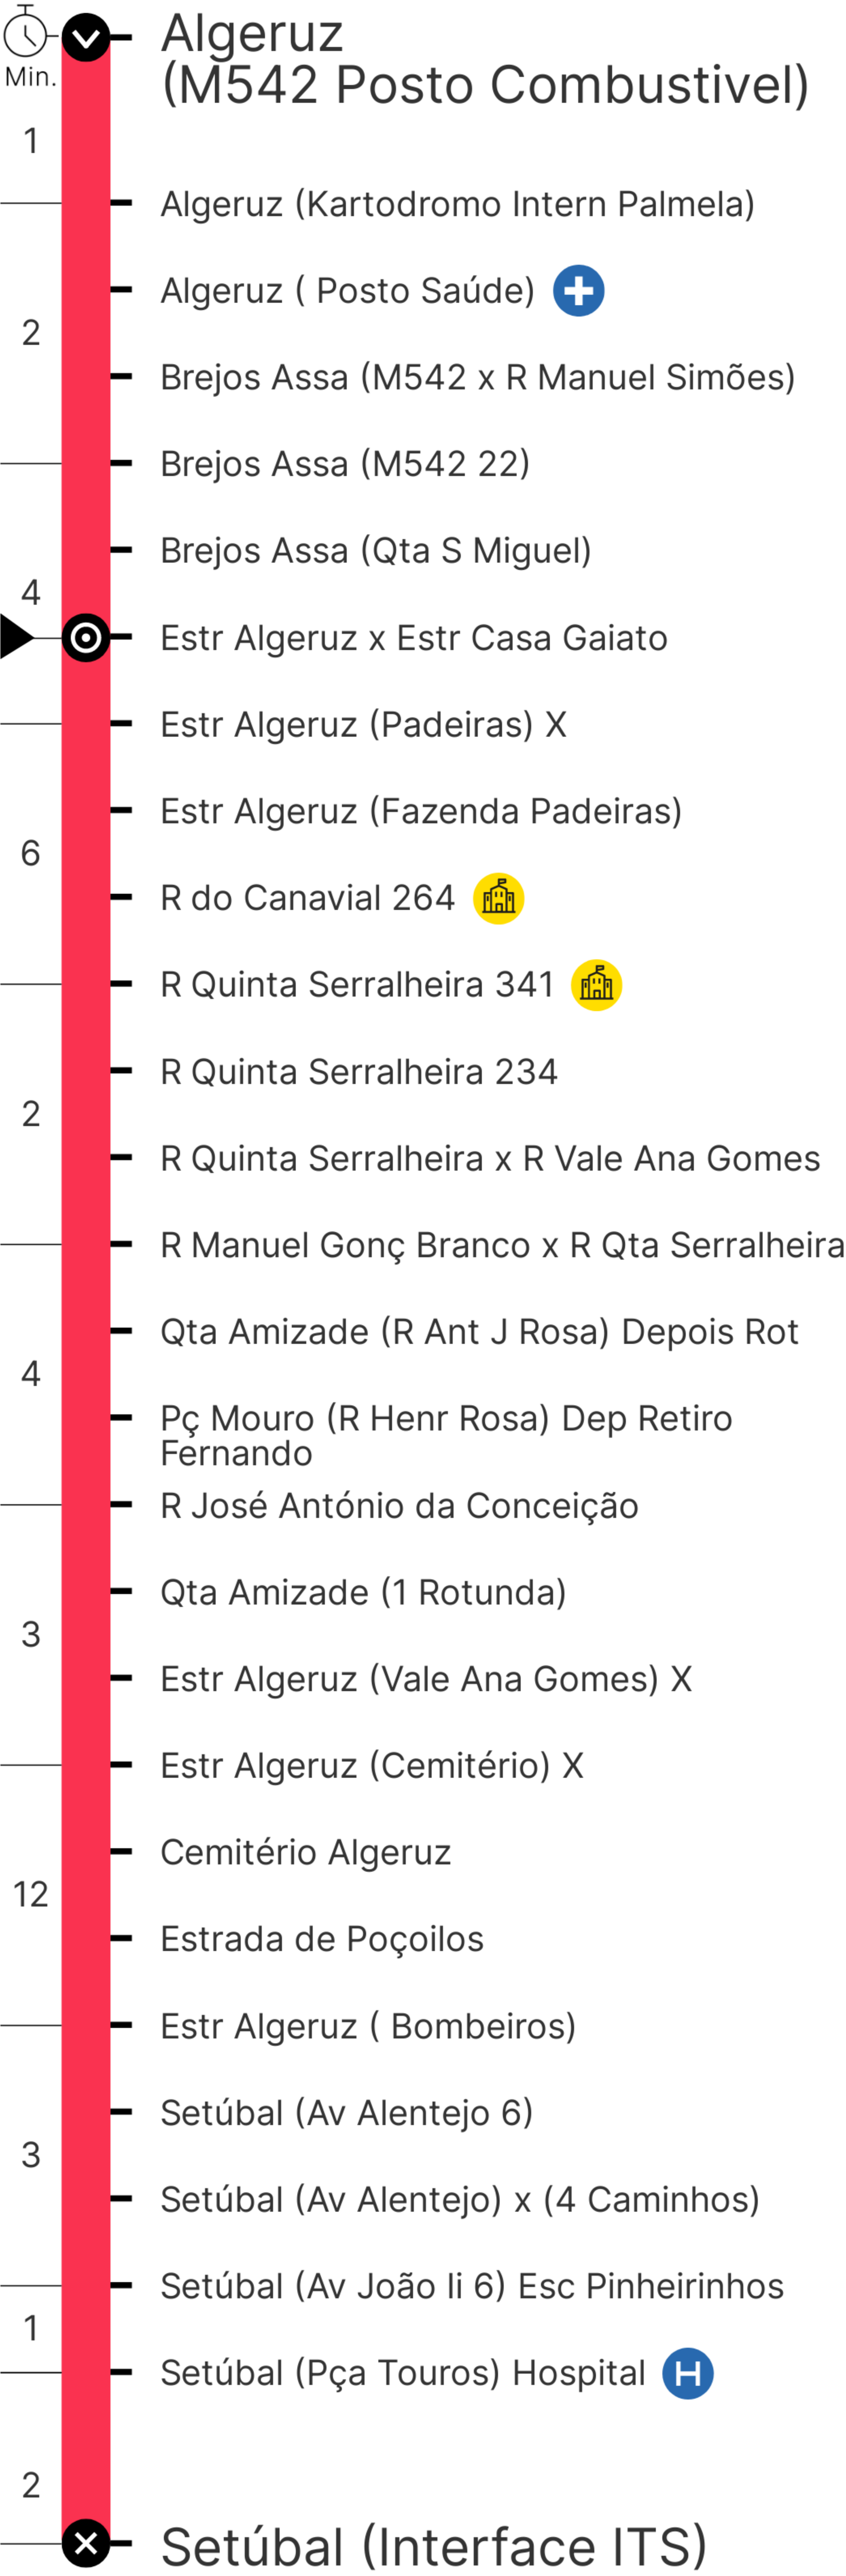 Algeruz
(M542 Posto Combustivel)
Min.
1
Algeruz (Kartodromo Intern Palmela)
Algeruz ( Posto Saúde)
2
Brejos Assa (M542 x R Manuel Simões)
Brejos Assa (M542 22)
Brejos Assa (Qta S Miguel)
4
Estr Algeruz x Estr Casa Gaiato
Estr Algeruz (Padeiras) X
Estr Algeruz (Fazenda Padeiras)
6
R do Canavial 264
R Quinta Serralheira 341
R Quinta Serralheira 234
2
R Quinta Serralheira x R Vale Ana Gomes
R Manuel Gonç Branco x R Qta Serralheira
Qta Amizade (R Ant J Rosa) Depois Rot
4
Pç Mouro (R Henr Rosa) Dep Retiro
Fernando
R José António da Conceição
Qta Amizade (1 Rotunda)
3
Estr Algeruz (Vale Ana Gomes) X
Estr Algeruz (Cemitério) X
Cemitério Algeruz
12
Estrada de Poçoilos
Estr Algeruz ( Bombeiros)
Setúbal (Av Alentejo 6)
3
Setúbal (Av Alentejo) x (4 Caminhos)
Setúbal (Av João Ii 6) Esc Pinheirinhos
1
Setúbal (Pça Touros) Hospital H
2
Setúbal (Interface ITS)